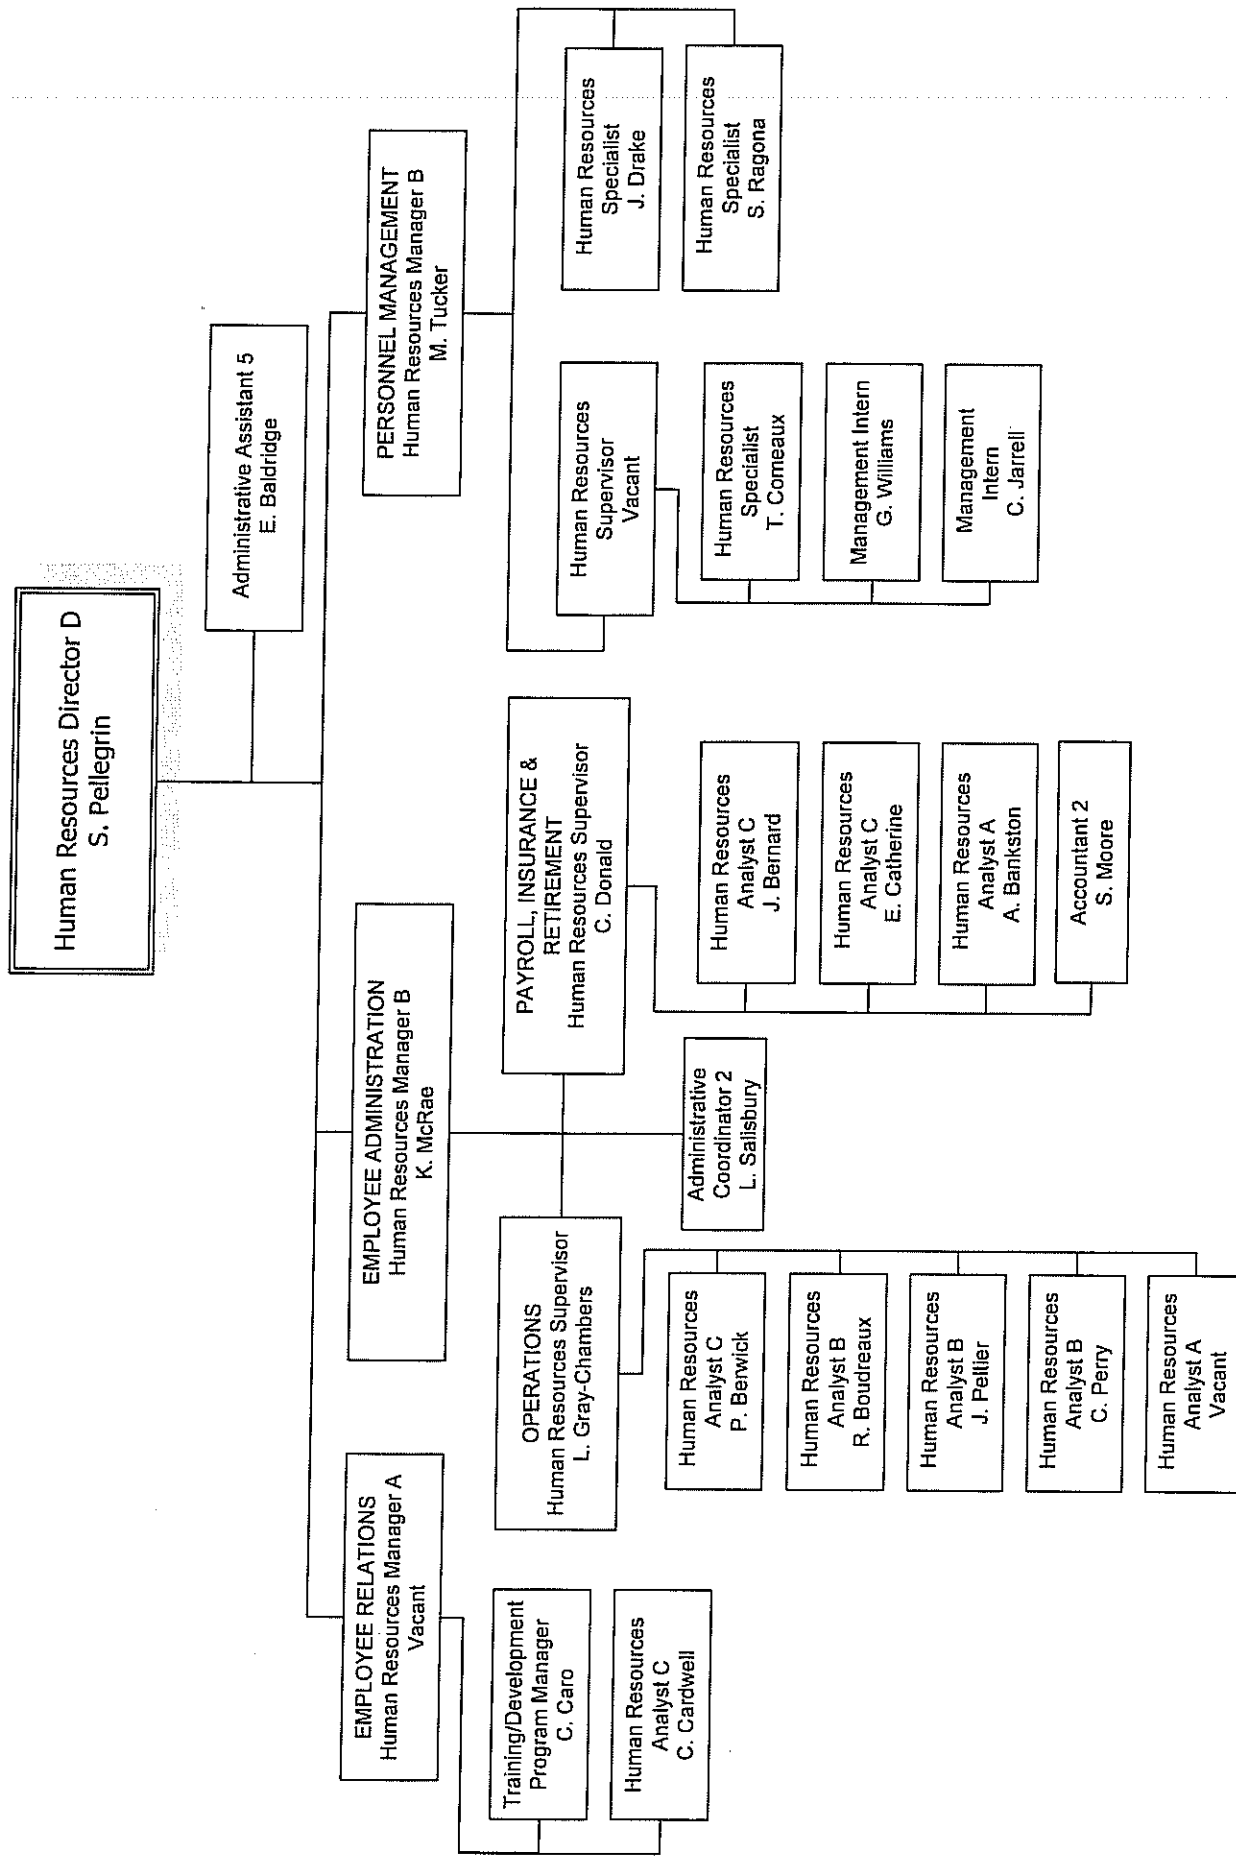 Human Resources Director D
S. Pellegrin
Administrative Assistant 5
E. Baldridge
EMPLOYEE RELATIONS
Human Resources Manager A
Vacant
EMPLOYEE ADMINISTRATION
Human Resources Manager B
K. McRae
PERSONNEL MANAGEMENT
Human Resources Manager B
M. Tucker
Training/Development
Program Manager
C. Caro
Human Resources
Analyst C
C. Cardwell
OPERATIONS
Human Resources Supervisor
L. Gray-Chambers
Human Resources
Analyst C
P. Berwick
Human Resources
Analyst B
R. Boudreaux
Human Resources
Analyst B
J. Peltier
Human Resources
Analyst B
C. Perry
Human Resources
Analyst A
Vacant
Administrative
Coordinator 2
L. Salisbury
PAYROLL, INSURANCE &
RETIREMENT
Human Resources Supervisor
C. Donald
Human Resources
Analyst C
J. Bernard
Human Resources
Analyst C
E. Catherine
Human Resources
Analyst A
A. Bankston
Accountant 2
S. Moore
Human Resources
Supervisor
Vacant
Human Resources
Specialist
T. Comeaux
Management Intern
G. Williams
Management
Intern
C. Jarrell
Human Resources
Specialist
J. Drake
Human Resources
Specialist
S. Ragona